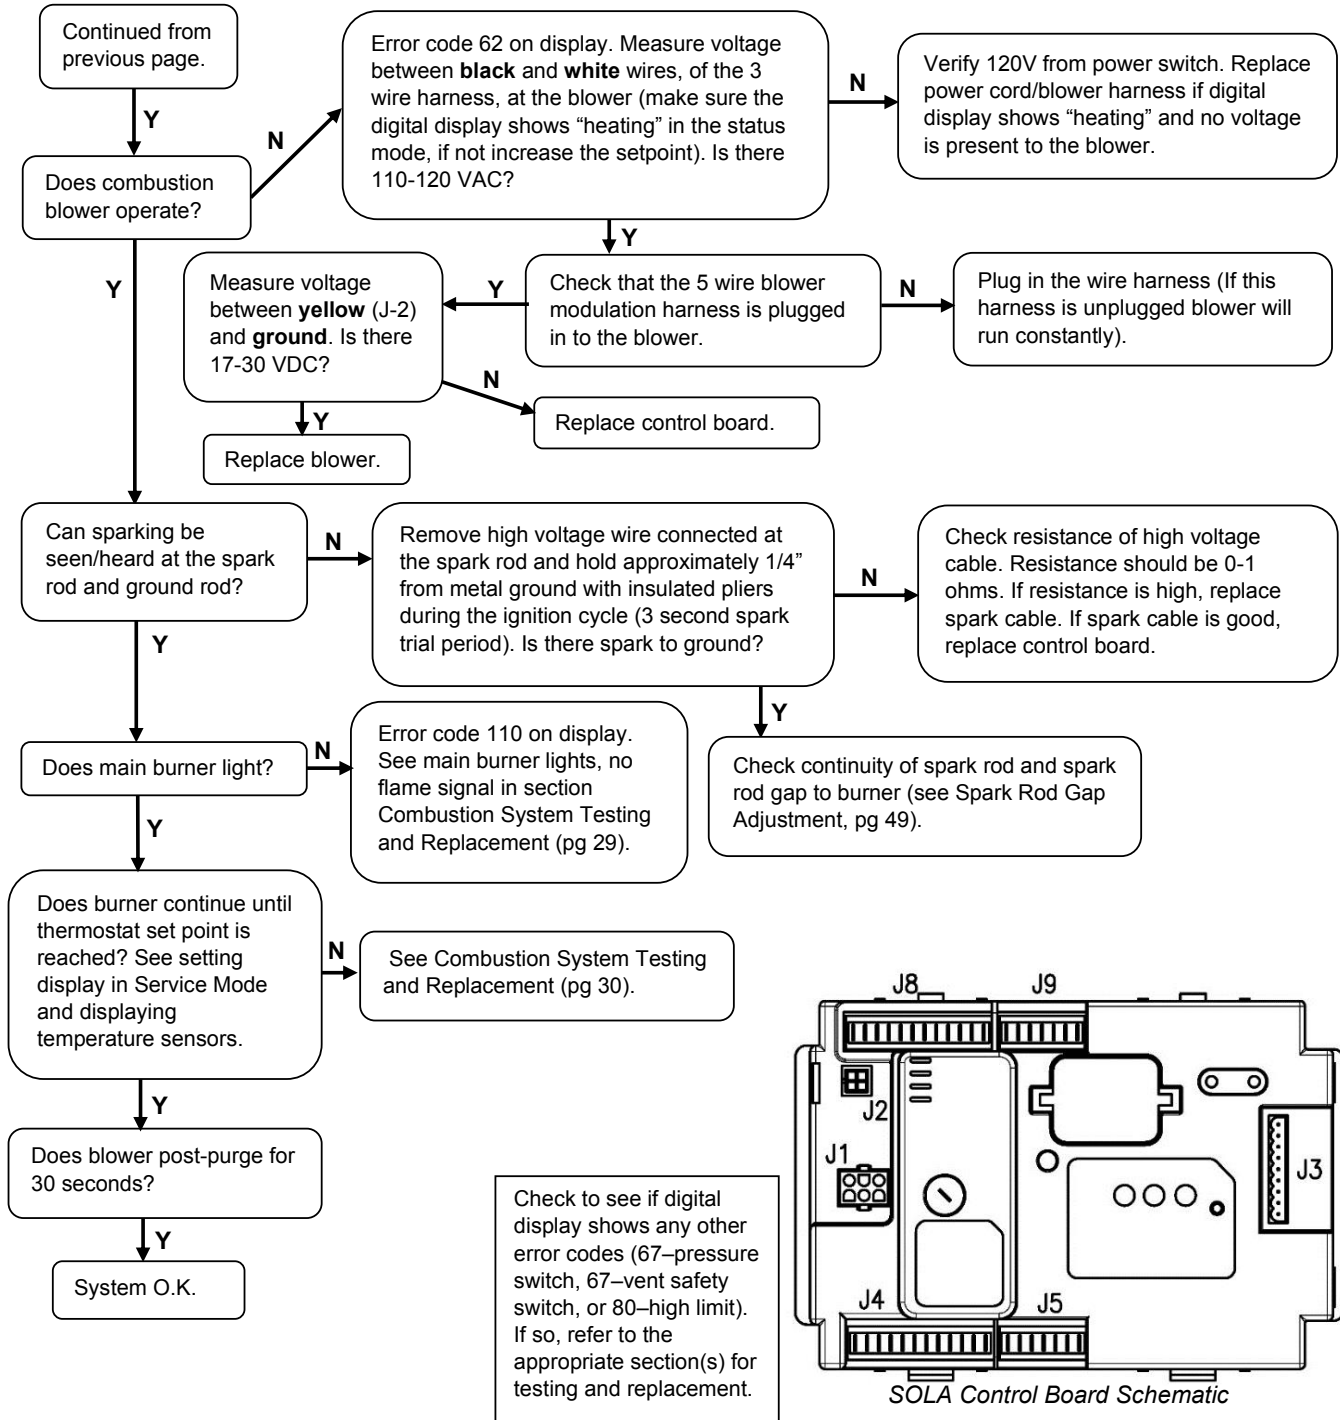 Continued from
previous page.
Y
Does combustion
blower operate?
N
Error code 62 on display. Measure voltage
between black and white wires, of the 3
wire harness, at the blower (make sure the
digital display shows “heating” in the status
mode, if not increase the setpoint). Is there
110-120 VAC?
N
Verify 120V from power switch. Replace
power cord/blower harness if digital
display shows “heating” and no voltage
is present to the blower.
Y
Check that the 5 wire blower
modulation harness is plugged
in to the blower.
N
Plug in the wire harness (If this
harness is unplugged blower will
run constantly).
Y
Measure voltage
between yellow (J-2)
and ground. Is there
17-30 VDC?
N
Replace control board.
Y
Replace blower.
Y
Can sparking be
seen/heard at the spark
rod and ground rod?
N
Remove high voltage wire connected at
the spark rod and hold approximately 1/4”
from metal ground with insulated pliers
during the ignition cycle (3 second spark
trial period). Is there spark to ground?
N
Check resistance of high voltage
cable. Resistance should be 0-1
ohms. If resistance is high, replace
spark cable. If spark cable is good,
replace control board.
Y
Check continuity of spark rod and spark
rod gap to burner (see Spark Rod Gap
Adjustment, pg 49).
Y
Does main burner light?
N
Error code 110 on display.
See main burner lights, no
flame signal in section
Combustion System Testing
and Replacement (pg 29).
Y
Does burner continue until
thermostat set point is
reached? See setting
display in Service Mode
and displaying
temperature sensors.
N
See Combustion System Testing
and Replacement (pg 30).
Y
Does blower post-purge for
30 seconds?
Y
System O.K.
Check to see if digital
display shows any other
error codes (67–pressure
switch, 67–vent safety
switch, or 80–high limit).
If so, refer to the
appropriate section(s) for
testing and replacement.
J8
J9
J2
J1
J3
J4
J5
SOLA Control Board Schematic